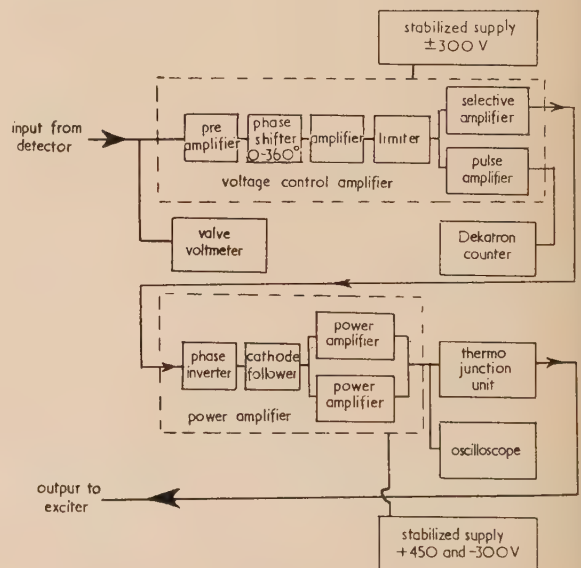 stabilized supply
±300 V
input from
detector
pre
amplifier
phase
shifter
0-360°
amplifier
limiter
selective
amplifier
pulse
amplifier
voltage control amplifier
valve
voltmeter
Dekatron
counter
phase
inverter
cathode
follower
power
amplifier
power
amplifier
power amplifier
thermo
junction
unit
oscilloscope
output to
exciter
stabilized supply
+450 and -300V